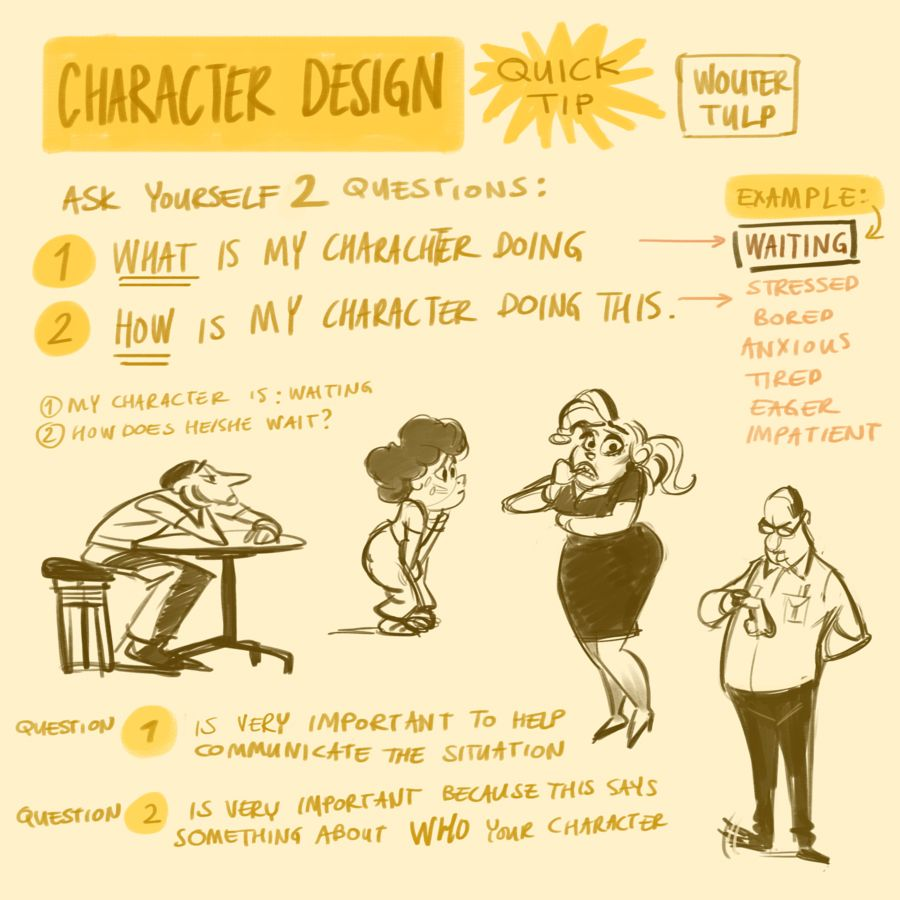 CHARACTER DESIGN
QUICK
TIP
WOUTER
TULP
ASK YOURSELF 2 QUESTIONS:
1 WHAT IS MY CHARACHTER DOING
2 HOW IS MY CHARACTER DOING THIS.
EXAMPLE:
WAITING
STRESSED
BORED
ANXIOUS
TIRED
EAGER
IMPATIENT
1 MY CHARACTER IS: WAITING
2 HOW DOES HE/SHE WAIT?
QUESTION 1 IS VERY IMPORTANT TO HELP
COMMUNICATE THE SITUATION
QUESTION 2 IS VERY IMPORTANT BECAUSE THIS SAYS
SOMETHING ABOUT WHO YOUR CHARACTER